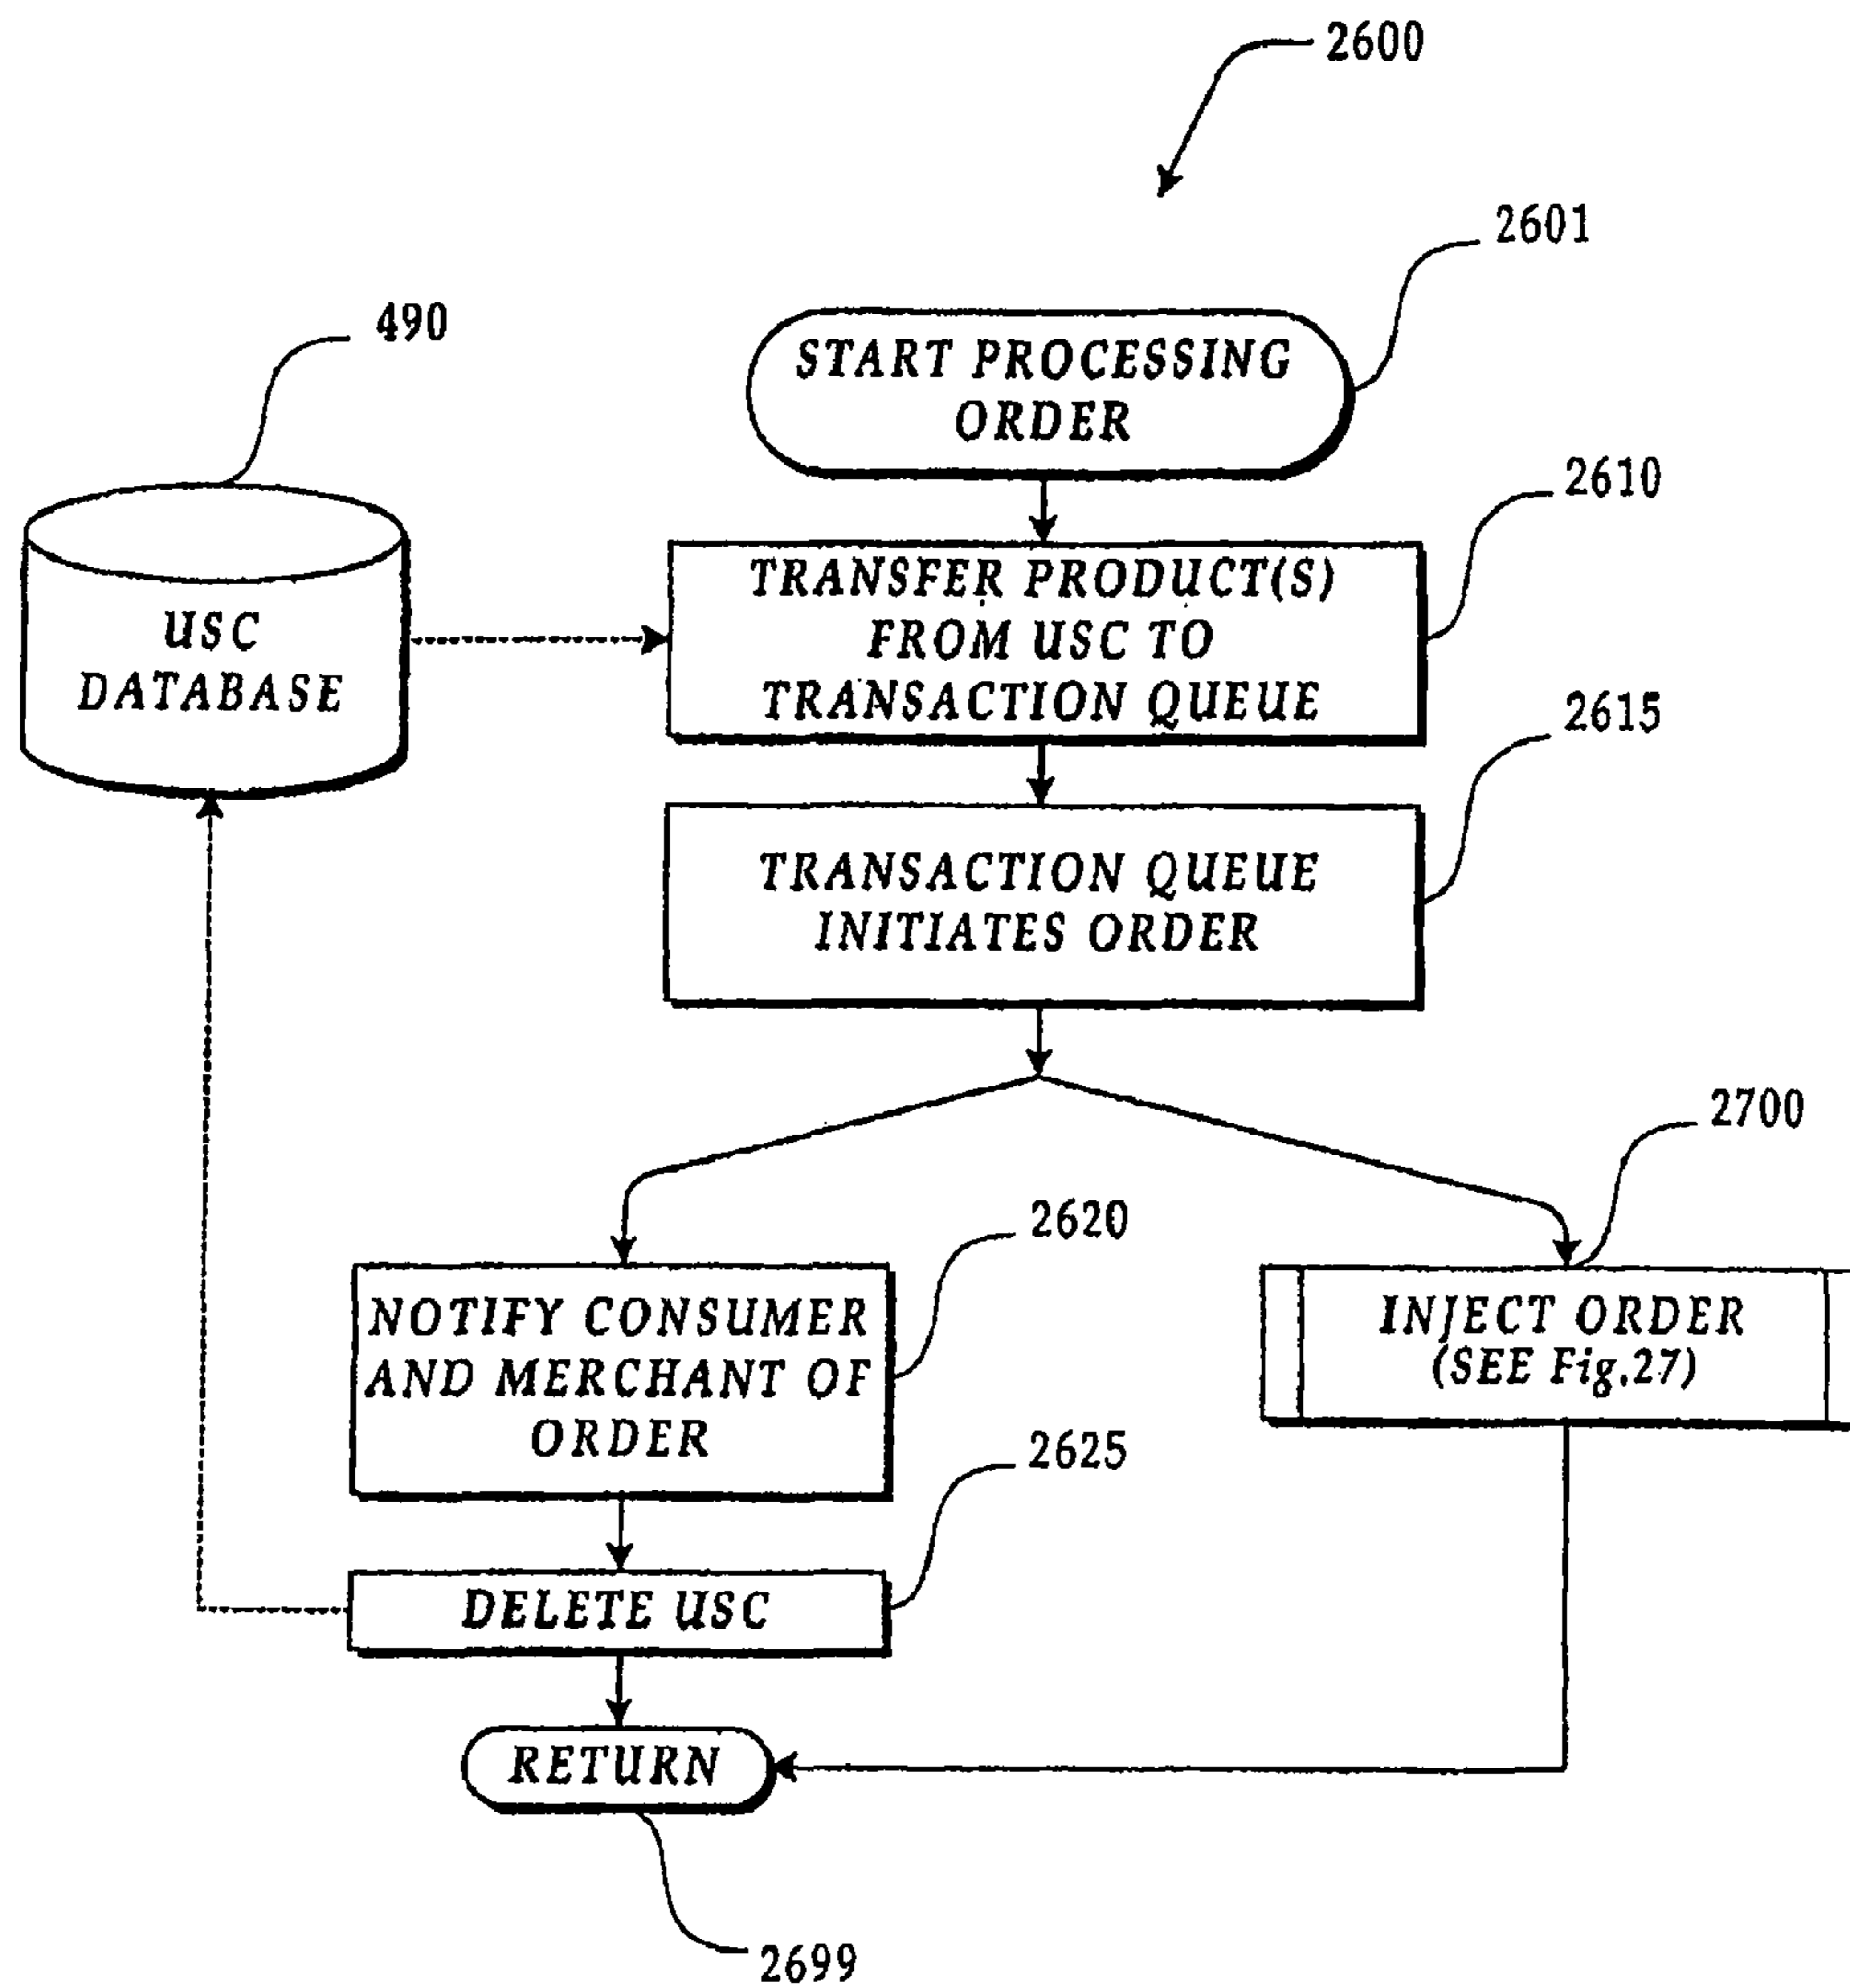 2600
2601
START PROCESSING
ORDER
490
2610
USC
DATABASE
TRANSFER PRODUCT(S)
FROM USC TO
TRANSACTION QUEUE
2615
TRANSACTION QUEUE
INITIATES ORDER
2700
2620
NOTIFY CONSUMER
AND MERCHANT OF
ORDER
INJECT ORDER
(SEE Fig.27)
2625
DELETE USC
RETURN
2699